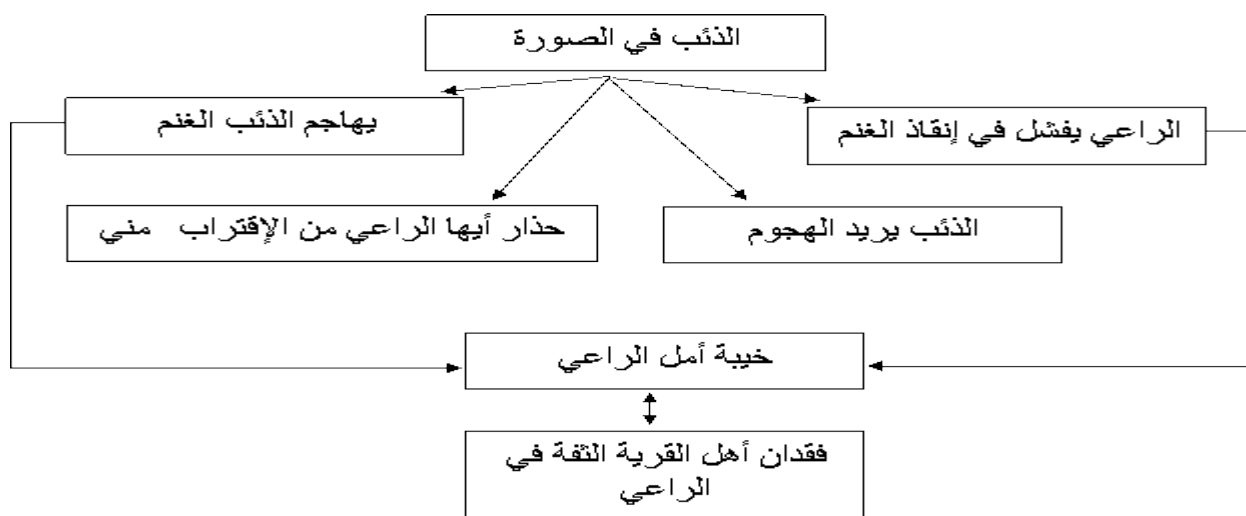 الذئب في الصورة
الراعي يفشل في إنقاذ الغنم
يهاجم الذئب الغنم
الذئب يريد الهجوم
حذار أيها الراعي من الإقتراب مني
خيبة أمل الراعي
فقدان أهل القرية الثقة في
الراعي